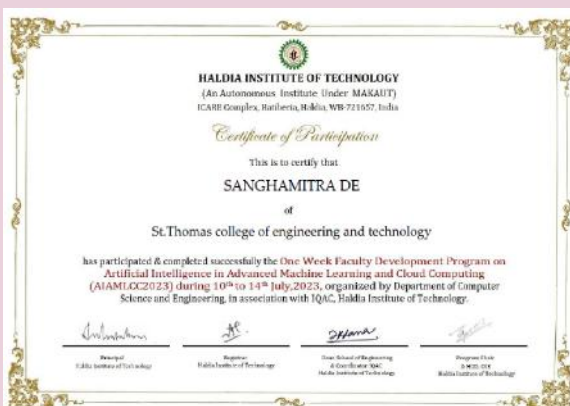 HALDIA INSTITUTE OF TECHNOLOGY
(An Autonomous Institute Under MAKAUT)
ICARE Complex, Hatiberia, Haldia, WB-721657, India
Certificate of Participation
This is to certify that
SANGHAMITRA DE
of
St.Thomas college of engineering and technology
has participated & completed successfully the One Week Faculty Development Program on
Artificial Intelligence in Advanced Machine Learning and Cloud Computing
(AIAMLCC2023) during 10th to 14th July,2023, organized by Department of Computer
Science and Engineering, in association with IQAC, Haldia Institute of Technology.
Principal
Haldia Institute of Technology
Registrar
Haldia Institute of Technology
Dean School of Engineering
& Coordinator IQAC
Haldia Institute of Technology
Program Chair
& HOD, CSE
Haldia Institute of Technology